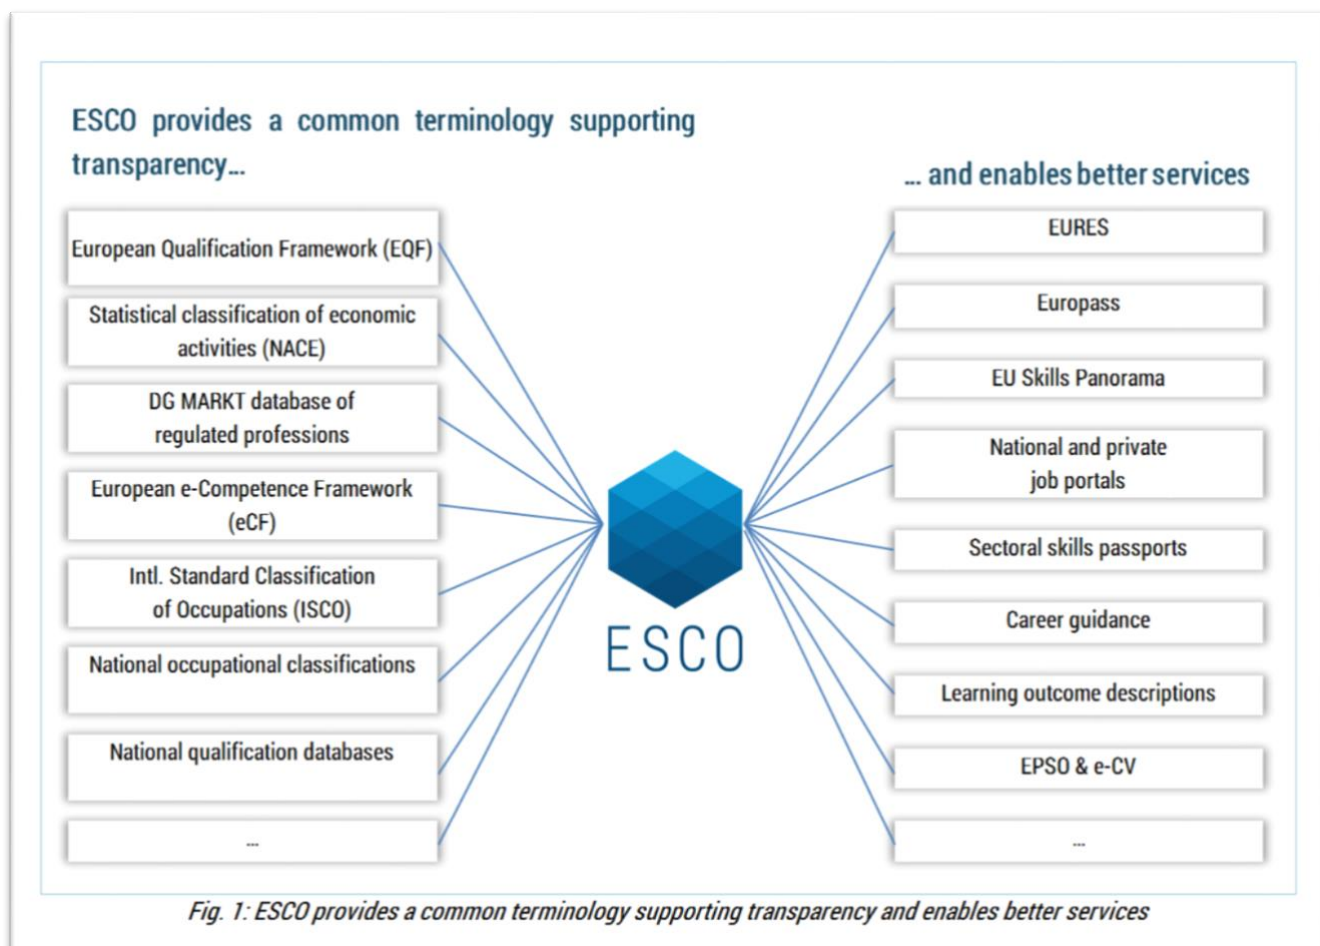 ESCO provides a common terminology supporting
transparency...
European Qualification Framework (EQF)
Statistical classification of economic
activities (NACE)
DG MARKT database of
regulated professions
European e-Competence Framework
(eCF)
Intl. Standard Classification
of Occupations (ISCO)
National occupational classifications
National qualification databases
...
ESCO
... and enables better services
EURES
Europass
EU Skills Panorama
National and private
job portals
Sectoral skills passports
Career guidance
Learning outcome descriptions
EPSO & e-CV
...
Fig. 1: ESCO provides a common terminology supporting transparency and enables better services